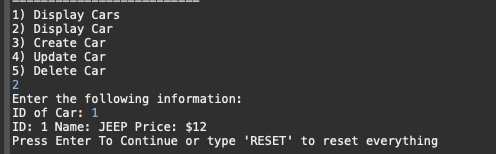 1) Display Cars
2) Display Car
3) Create Car
4) Update Car
5) Delete Car
2
Enter the following information:
ID of Car: 1
ID: 1 Name: JEEP Price: $12
Press Enter To Continue or type 'RESET' to reset everything